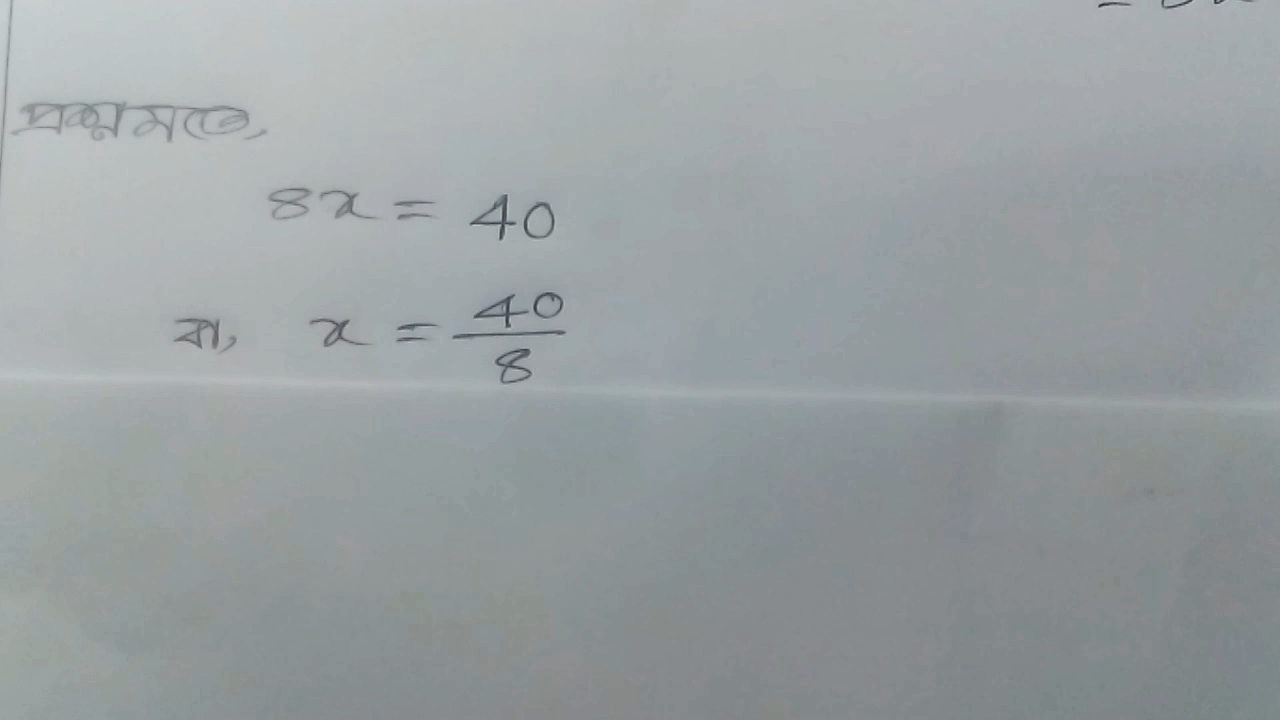 প্রশ্নমতে,
8x = 40
বা, x = 40/8